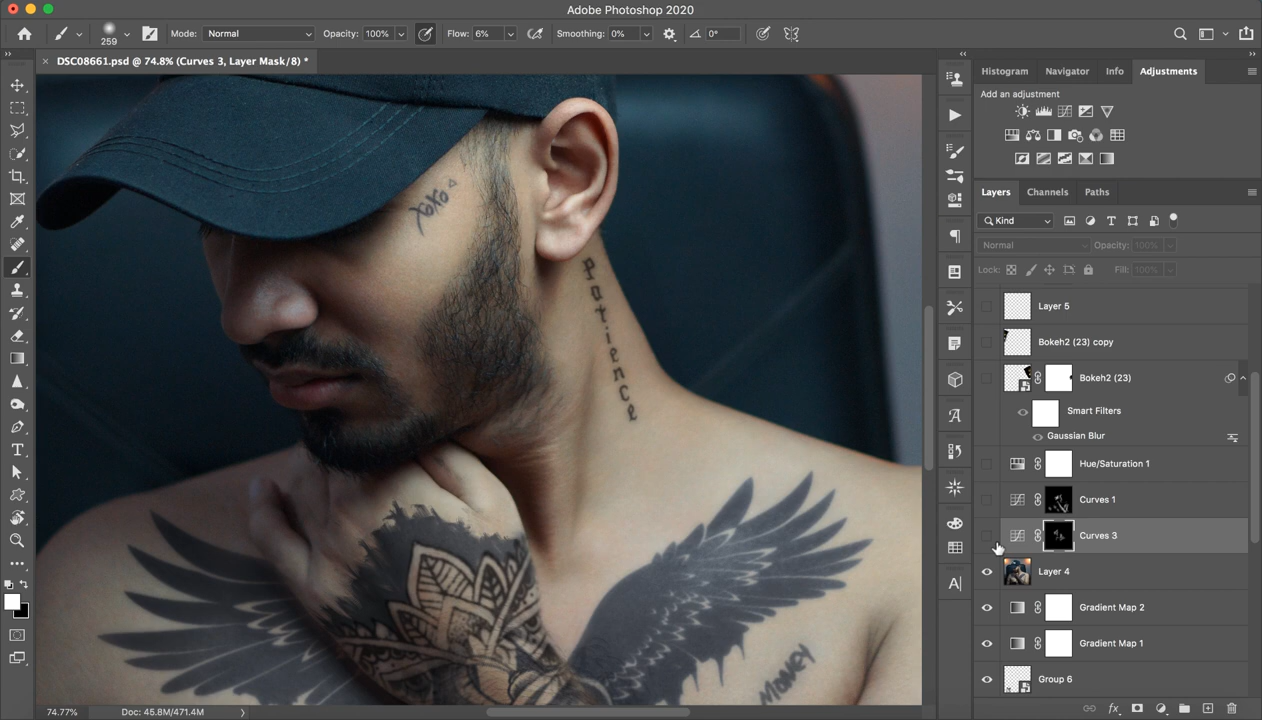 Adobe Photoshop 2020
259
Mode: Normal Opacity: 100% Flow: 6% Smoothing: 0% 0°
DSC08661.psd @ 74.8% (Curves 3, Layer Mask/8) *
Histogram Navigator Info Adjustments
Add an adjustment
Layers Channels Paths
Kind
Normal Opacity: 100%
Lock: Fill: 100%
Layer 5
Bokeh2 (23) copy
Bokeh2 (23)
Smart Filters
Gaussian Blur
Hue/Saturation 1
Curves 1
Curves 3
Layer 4
Gradient Map 2
Gradient Map 1
Group 6
xoxo
Patience
MONEY
74.77% Doc: 45.8M/471.4M